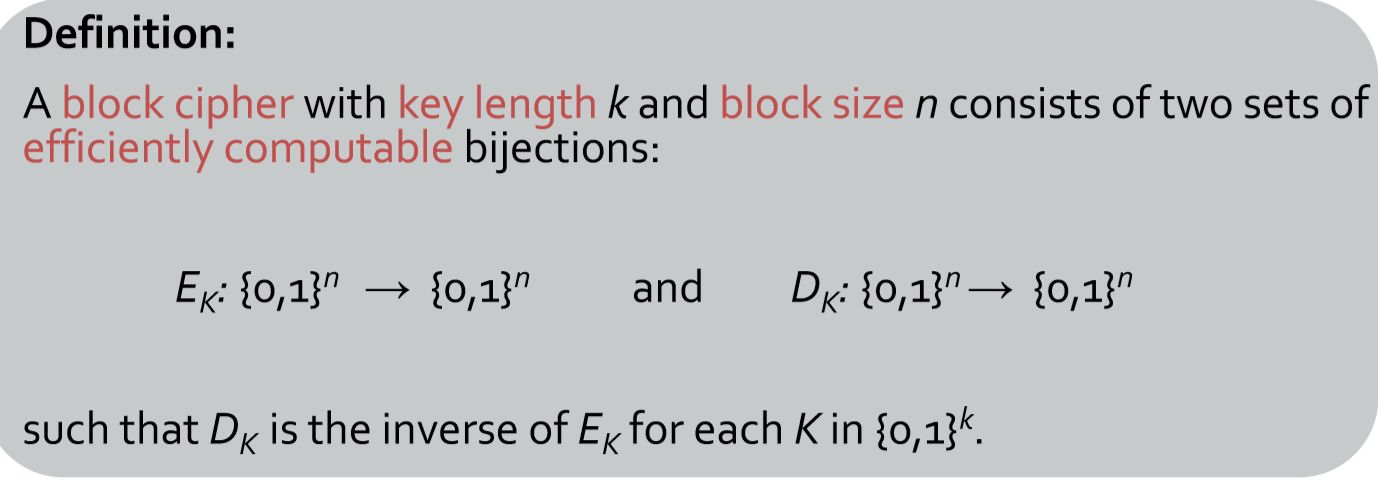 Definition:
A block cipher with key length k and block size n consists of two sets of
efficiently computable bijections:
E_K: {0,1}^n → {0,1}^n and D_K: {0,1}^n → {0,1}^n
such that D_K is the inverse of E_K for each K in {0,1}^k.